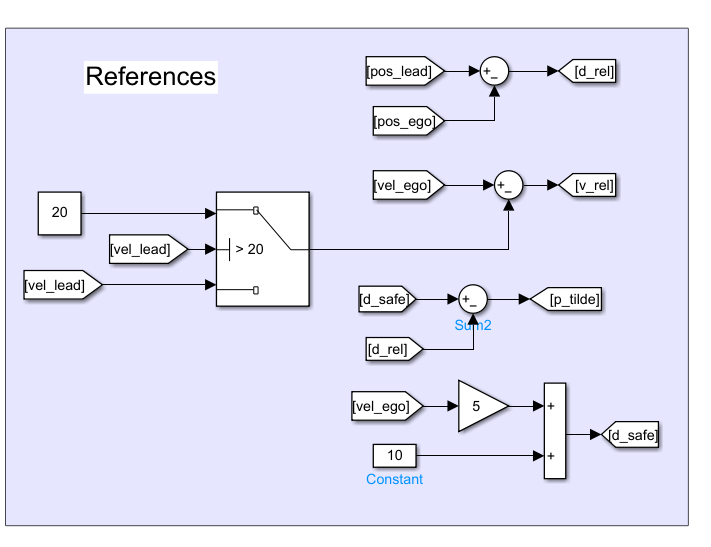 References
[pos_lead]
+
_
[d_rel]
[pos_ego]
[vel_ego]
+
_
[v_rel]
20
[vel_lead]
> 20
[vel_lead]
[d_safe]
+
_
[p_tilde]
Sum2
[d_rel]
[vel_ego]
5
+
[d_safe]
10
+
Constant